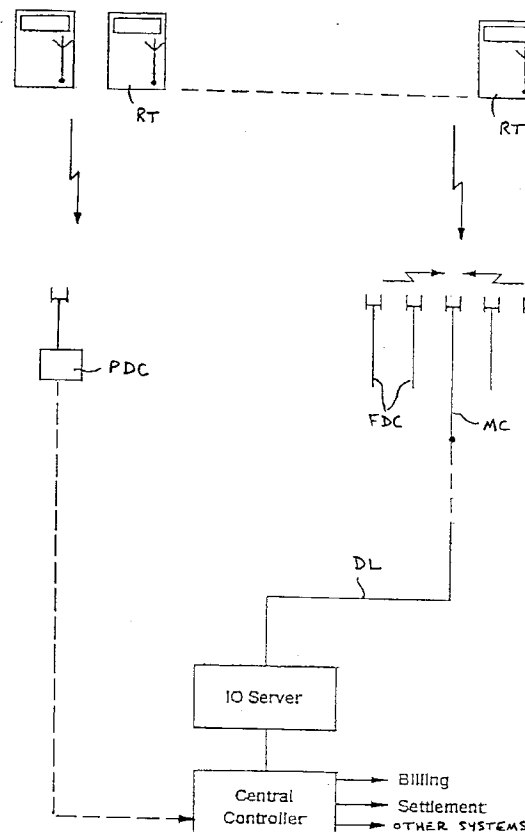 RT
RT
PDC
FDC
MC
DL
IO Server
Central
Controller
Billing
Settlement
OTHER SYSTEMS